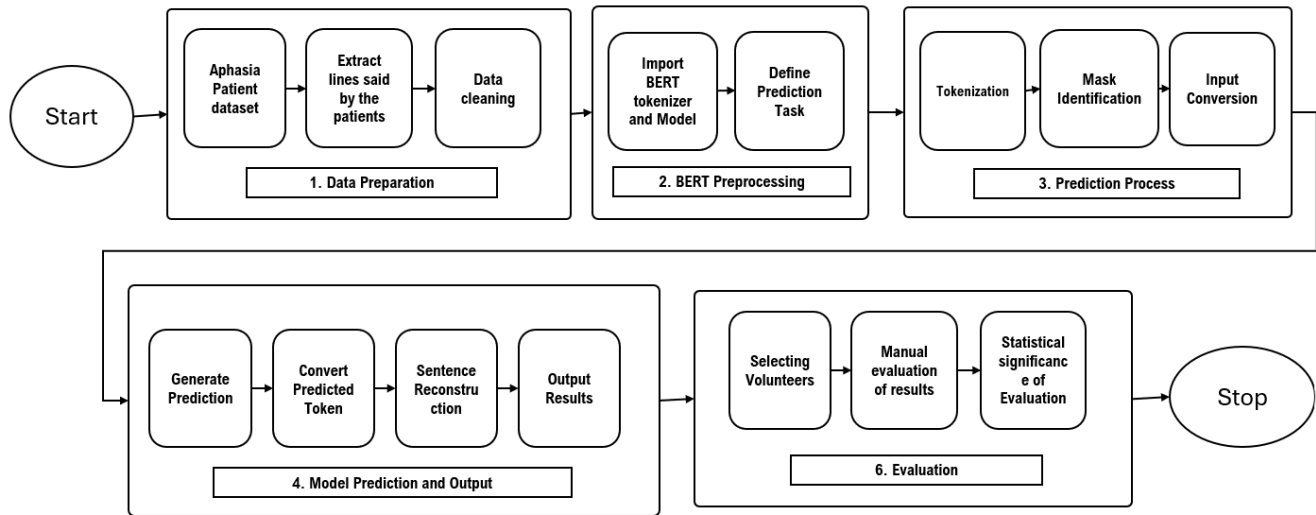 Start
Aphasia
Patient
dataset
Extract
lines said
by the
patients
Data
cleaning
1. Data Preparation
Import
BERT
tokenizer
and Model
Define
Prediction
Task
2. BERT Preprocessing
Tokenization
Mask
Identification
Input
Conversion
3. Prediction Process
Generate
Prediction
Convert
Predicted
Token
Sentence
Reconstru
ction
Output
Results
4. Model Prediction and Output
Selecting
Volunteers
Manual
evaluation
of results
Statistical
significanc
e of
Evaluation
6. Evaluation
Stop